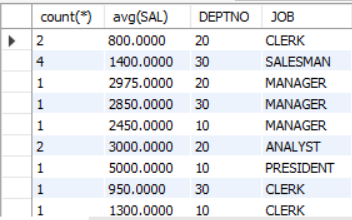 count(*) avg(SAL) DEPTNO JOB
2 800.0000 20 CLERK
4 1400.0000 30 SALESMAN
1 2975.0000 20 MANAGER
1 2850.0000 30 MANAGER
1 2450.0000 10 MANAGER
2 3000.0000 20 ANALYST
1 5000.0000 10 PRESIDENT
1 950.0000 30 CLERK
1 1300.0000 10 CLERK